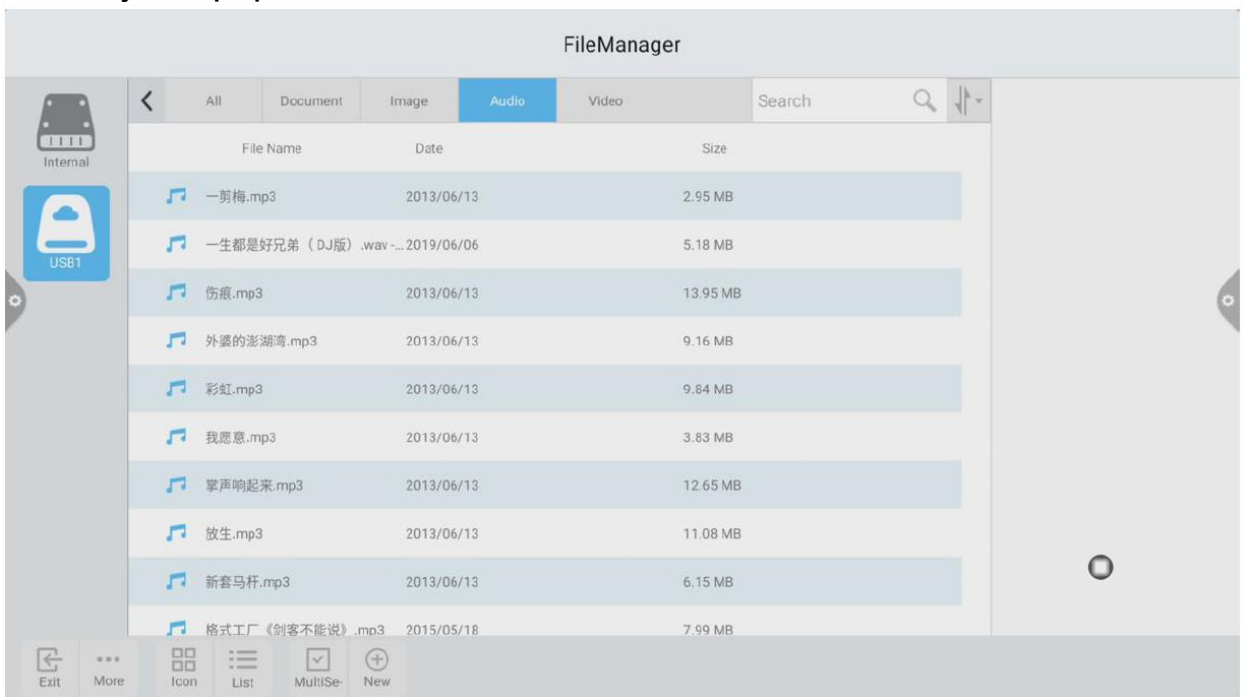 FileManager
All Document Image Audio Video Search
Internal
File Name Date Size
一剪梅.mp3 2013/06/13 2.95 MB
USB1
一生都是好兄弟（DJ版）.wav -... 2019/06/06 5.18 MB
伤痕.mp3 2013/06/13 13.95 MB
外婆的澎湖湾.mp3 2013/06/13 9.16 MB
彩虹.mp3 2013/06/13 9.84 MB
我愿意.mp3 2013/06/13 3.83 MB
掌声响起来.mp3 2013/06/13 12.65 MB
放生.mp3 2013/06/13 11.08 MB
新套马杆.mp3 2013/06/13 6.15 MB
格式工厂《剑客不能说》.mp3 2015/05/18 7.99 MB
Exit More Icon List MultiSe- New